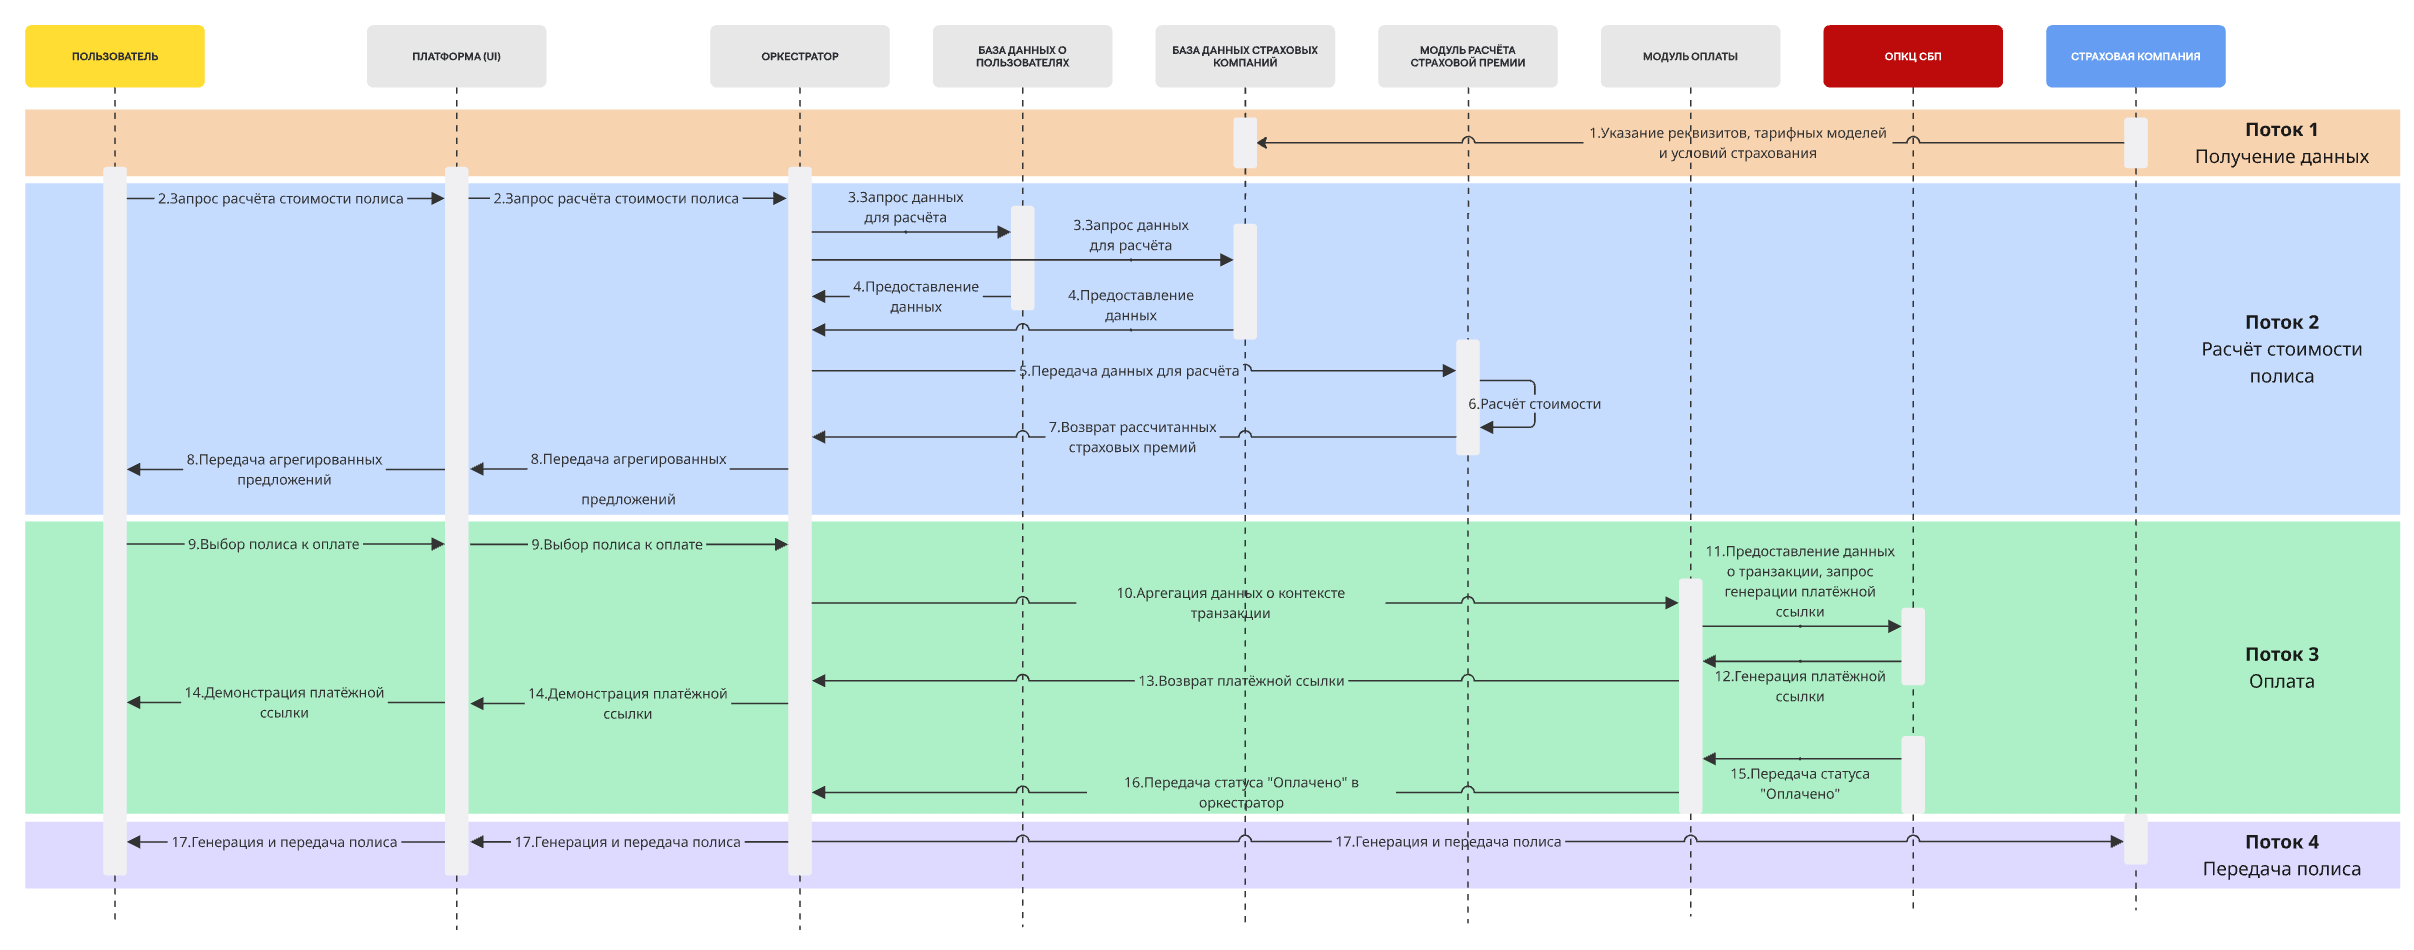 ПОЛЬЗОВАТЕЛЬ
ПЛАТФОРМА (UI)
ОРКЕСТРАТОР
БАЗА ДАННЫХ О
ПОЛЬЗОВАТЕЛЯХ
БАЗА ДАННЫХ СТРАХОВЫХ
КОМПАНИЙ
МОДУЛЬ РАСЧЁТА
СТРАХОВОЙ ПРЕМИИ
МОДУЛЬ ОПЛАТЫ
ОПКЦ СБП
СТРАХОВАЯ КОМПАНИЯ
1.Указание реквизитов, тарифных моделей
и условий страхования
Поток 1
Получение данных
2.Запрос расчёта стоимости полиса
2.Запрос расчёта стоимости полиса
3.Запрос данных
для расчёта
3.Запрос данных
для расчёта
4.Предоставление
данных
4.Предоставление
данных
5.Передача данных для расчёта
6.Расчёт стоимости
7.Возврат рассчитанных
страховых премий
8.Передача агрегированных
предложений
8.Передача агрегированных
предложений
Поток 2
Расчёт стоимости
полиса
9.Выбор полиса к оплате
9.Выбор полиса к оплате
10.Аргегация данных о контексте
транзакции
11.Предоставление данных
о транзакции, запрос
генерации платёжной
ссылки
12.Генерация платёжной
ссылки
13.Возврат платёжной ссылки
14.Демонстрация платёжной
ссылки
14.Демонстрация платёжной
ссылки
15.Передача статуса
"Оплачено"
16.Передача статуса "Оплачено" в
оркестратор
Поток 3
Оплата
17.Генерация и передача полиса
17.Генерация и передача полиса
17.Генерация и передача полиса
Поток 4
Передача полиса